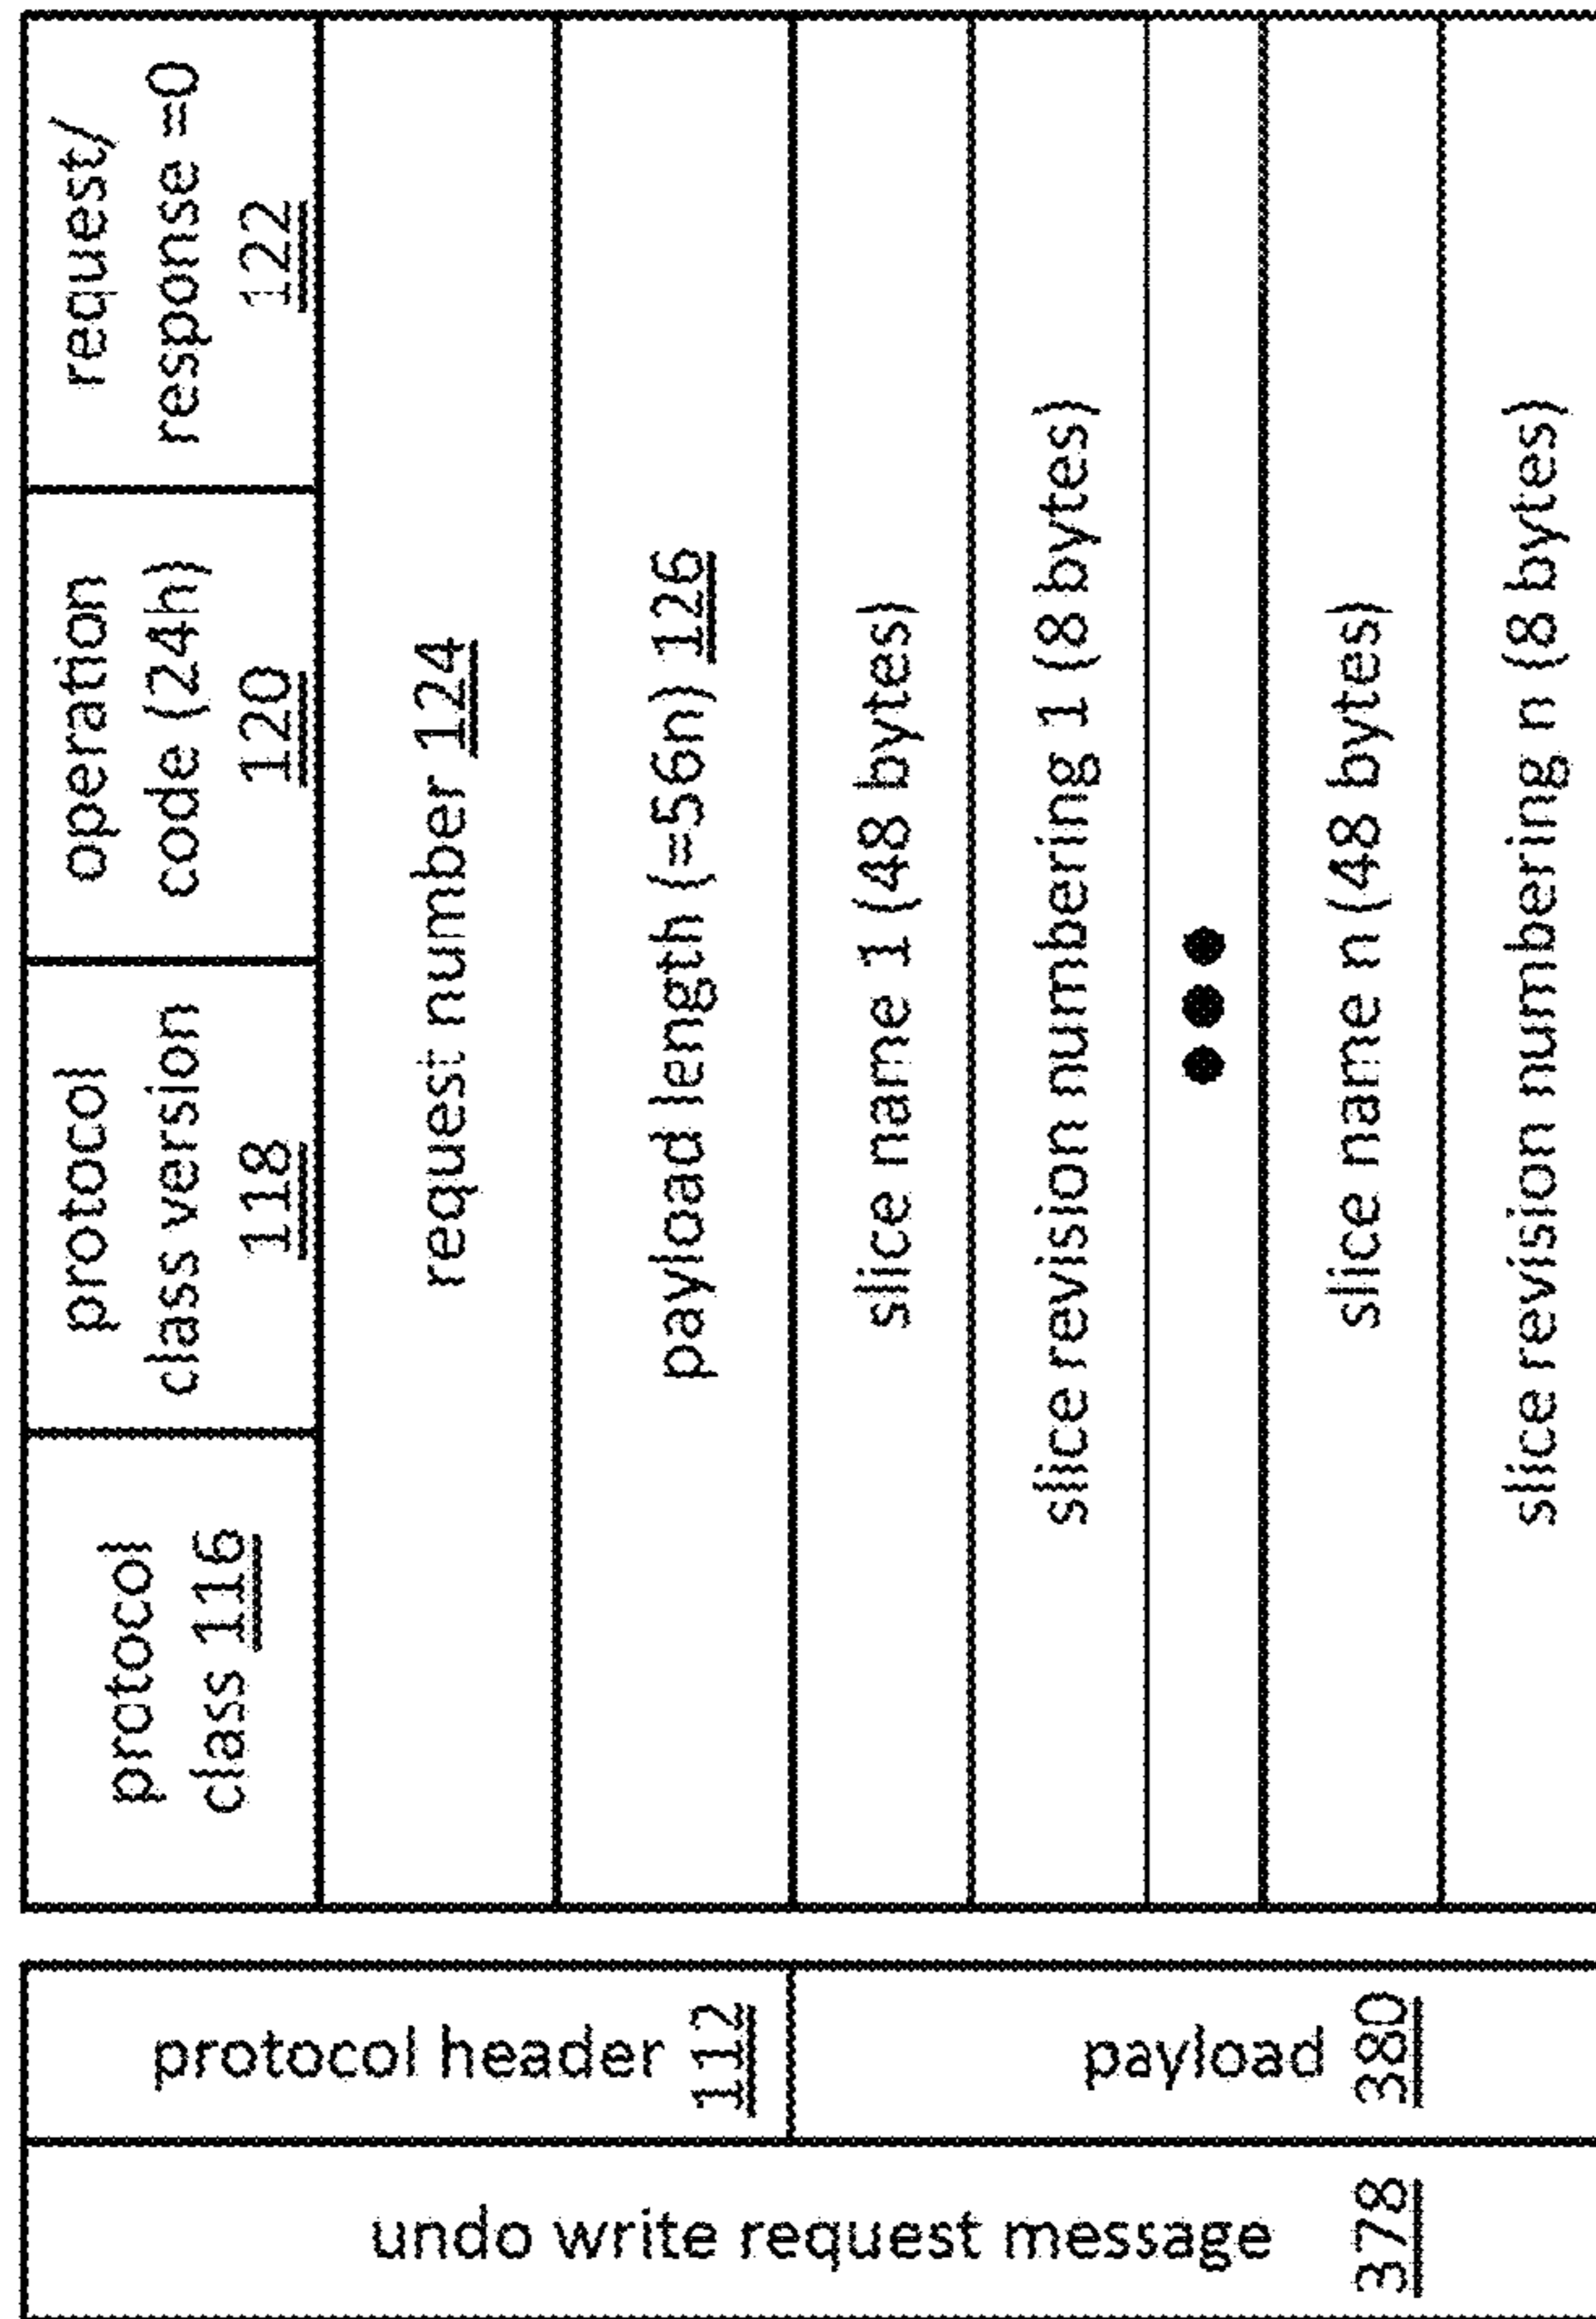 undo write request message
378
protocol header
112
payload
380
protocol
class 116
protocol
class version
118
operation
code (24h)
120
request/
response =0
122
request number 124
payload length (=56n) 126
slice name 1 (48 bytes)
slice revision numbering 1 (8 bytes)
●●●
slice name n (48 bytes)
slice revision numbering n (8 bytes)